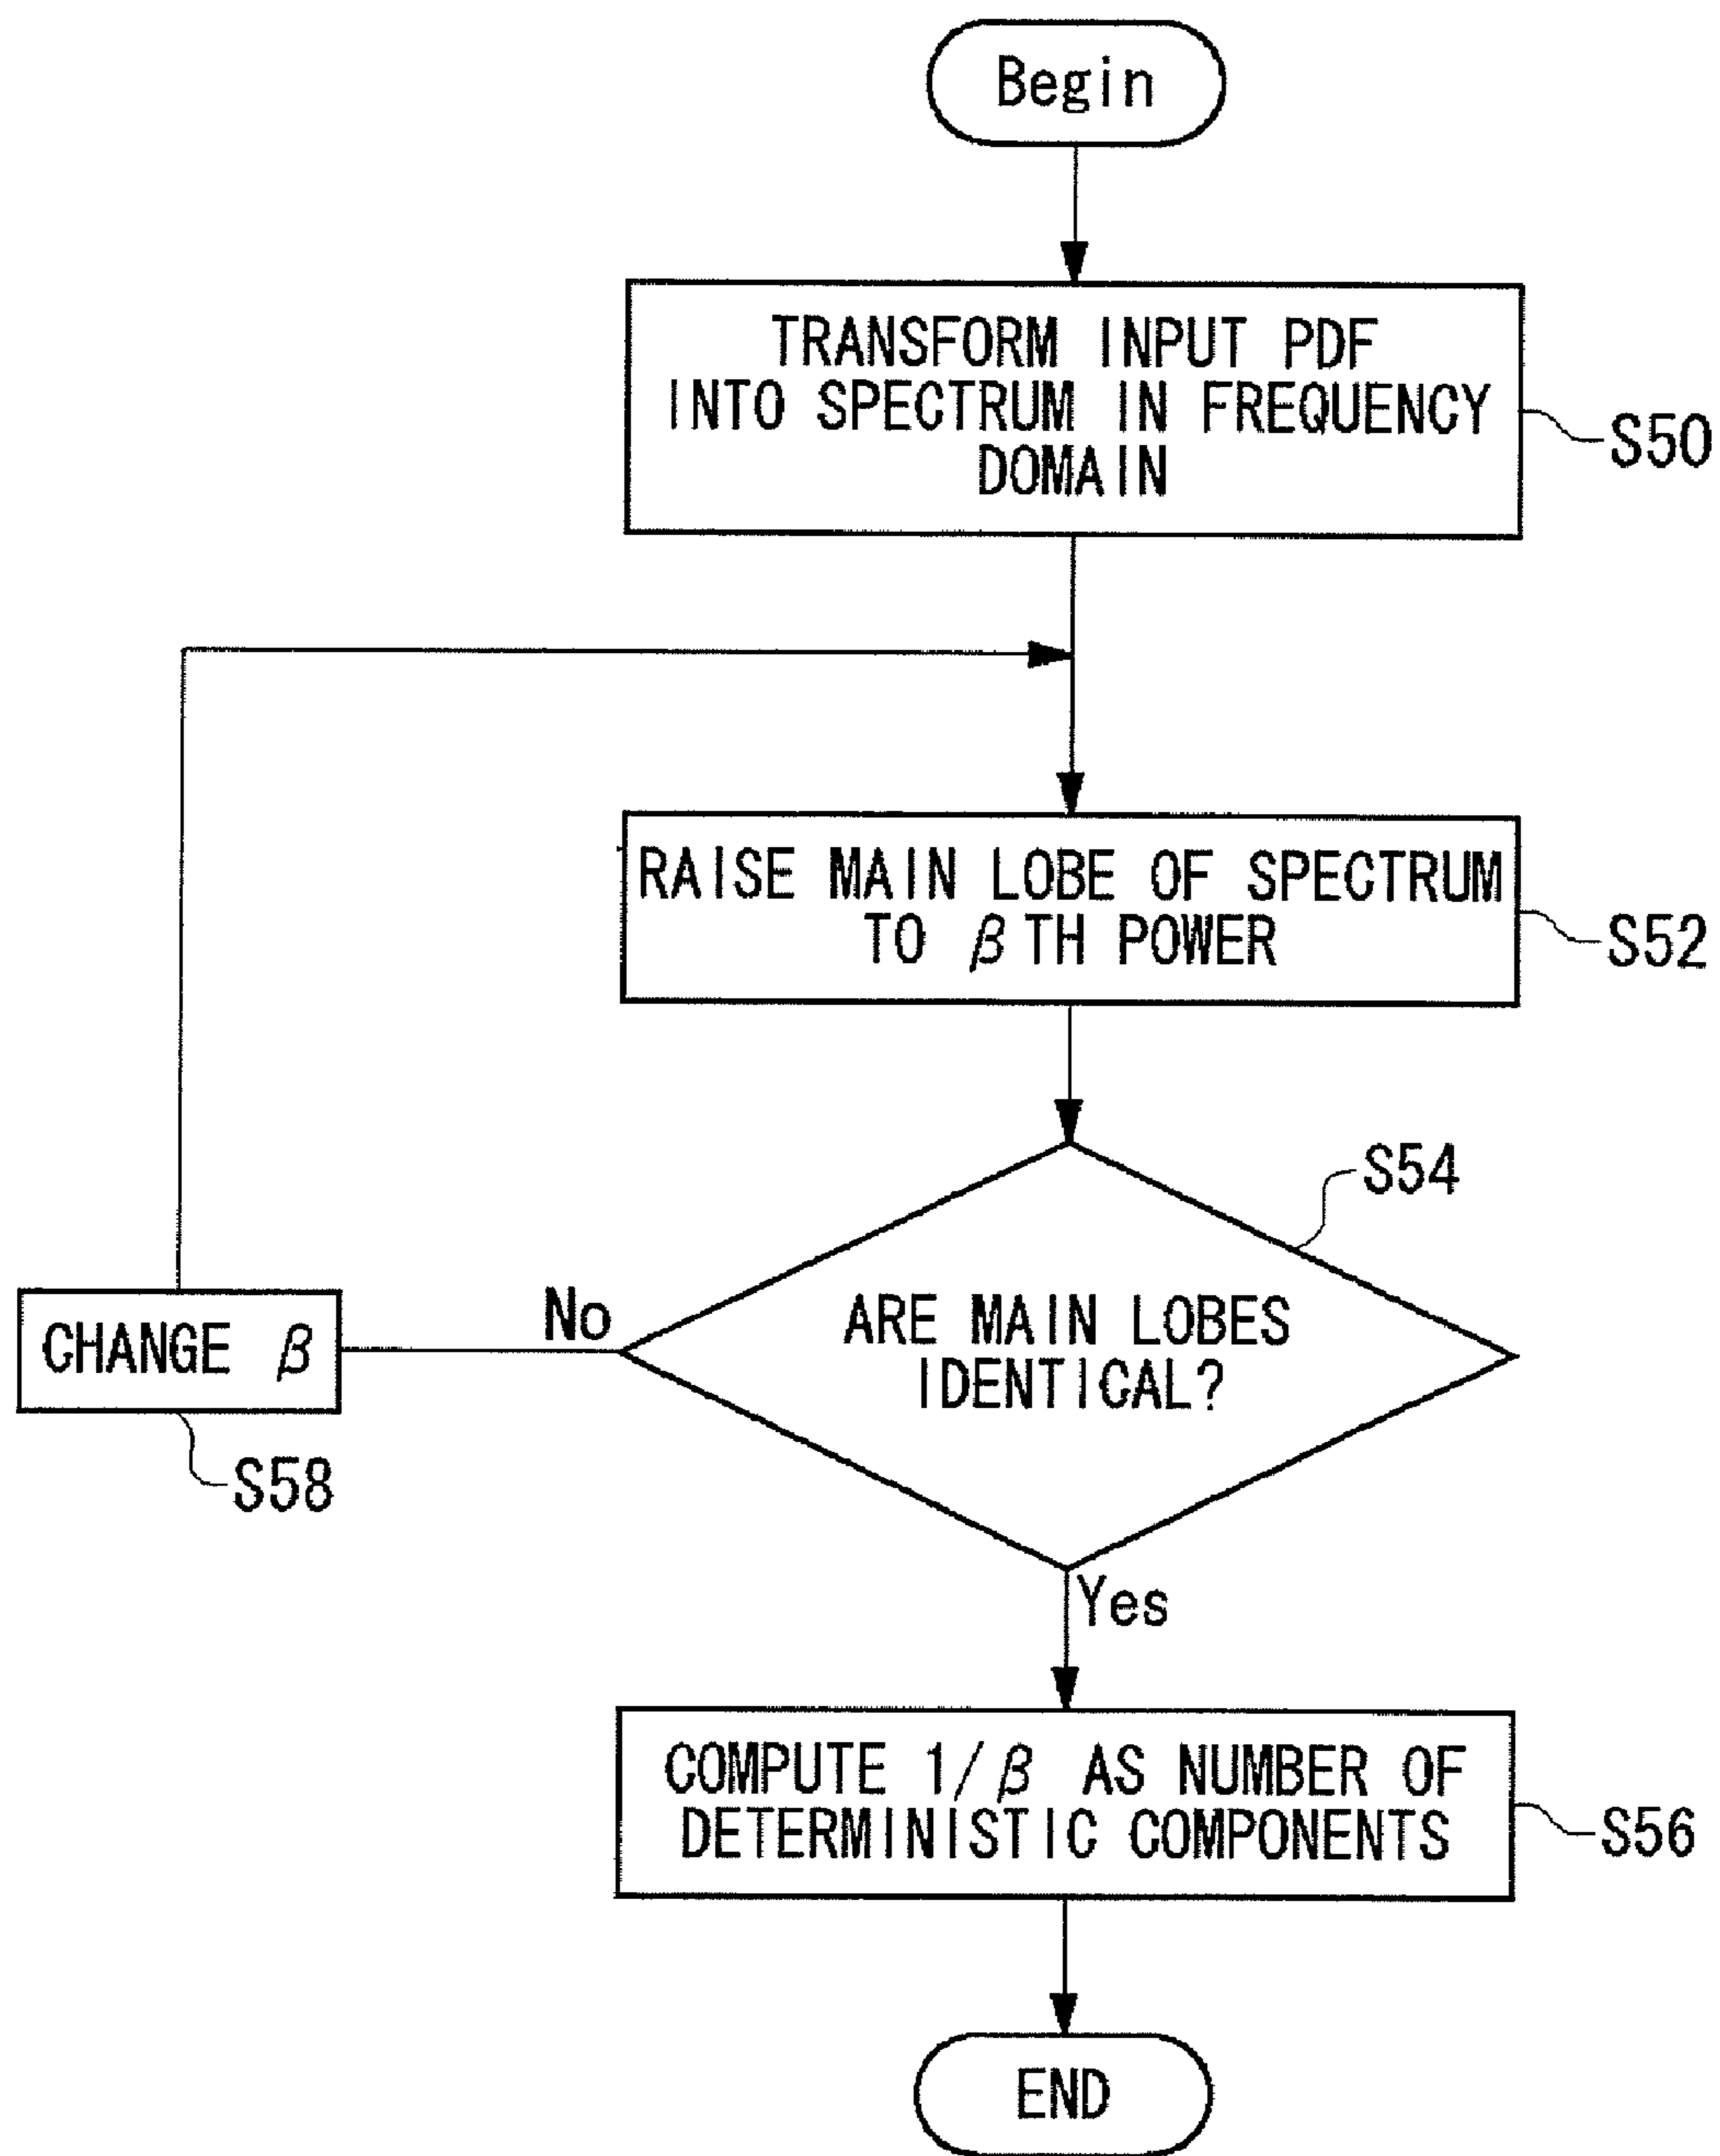 Begin
TRANSFORM INPUT PDF
INTO SPECTRUM IN FREQUENCY
DOMAIN
S50
RAISE MAIN LOBE OF SPECTRUM
TO β TH POWER
S52
S54
ARE MAIN LOBES
IDENTICAL?
No
CHANGE β
S58
Yes
COMPUTE 1/β AS NUMBER OF
DETERMINISTIC COMPONENTS
S56
END